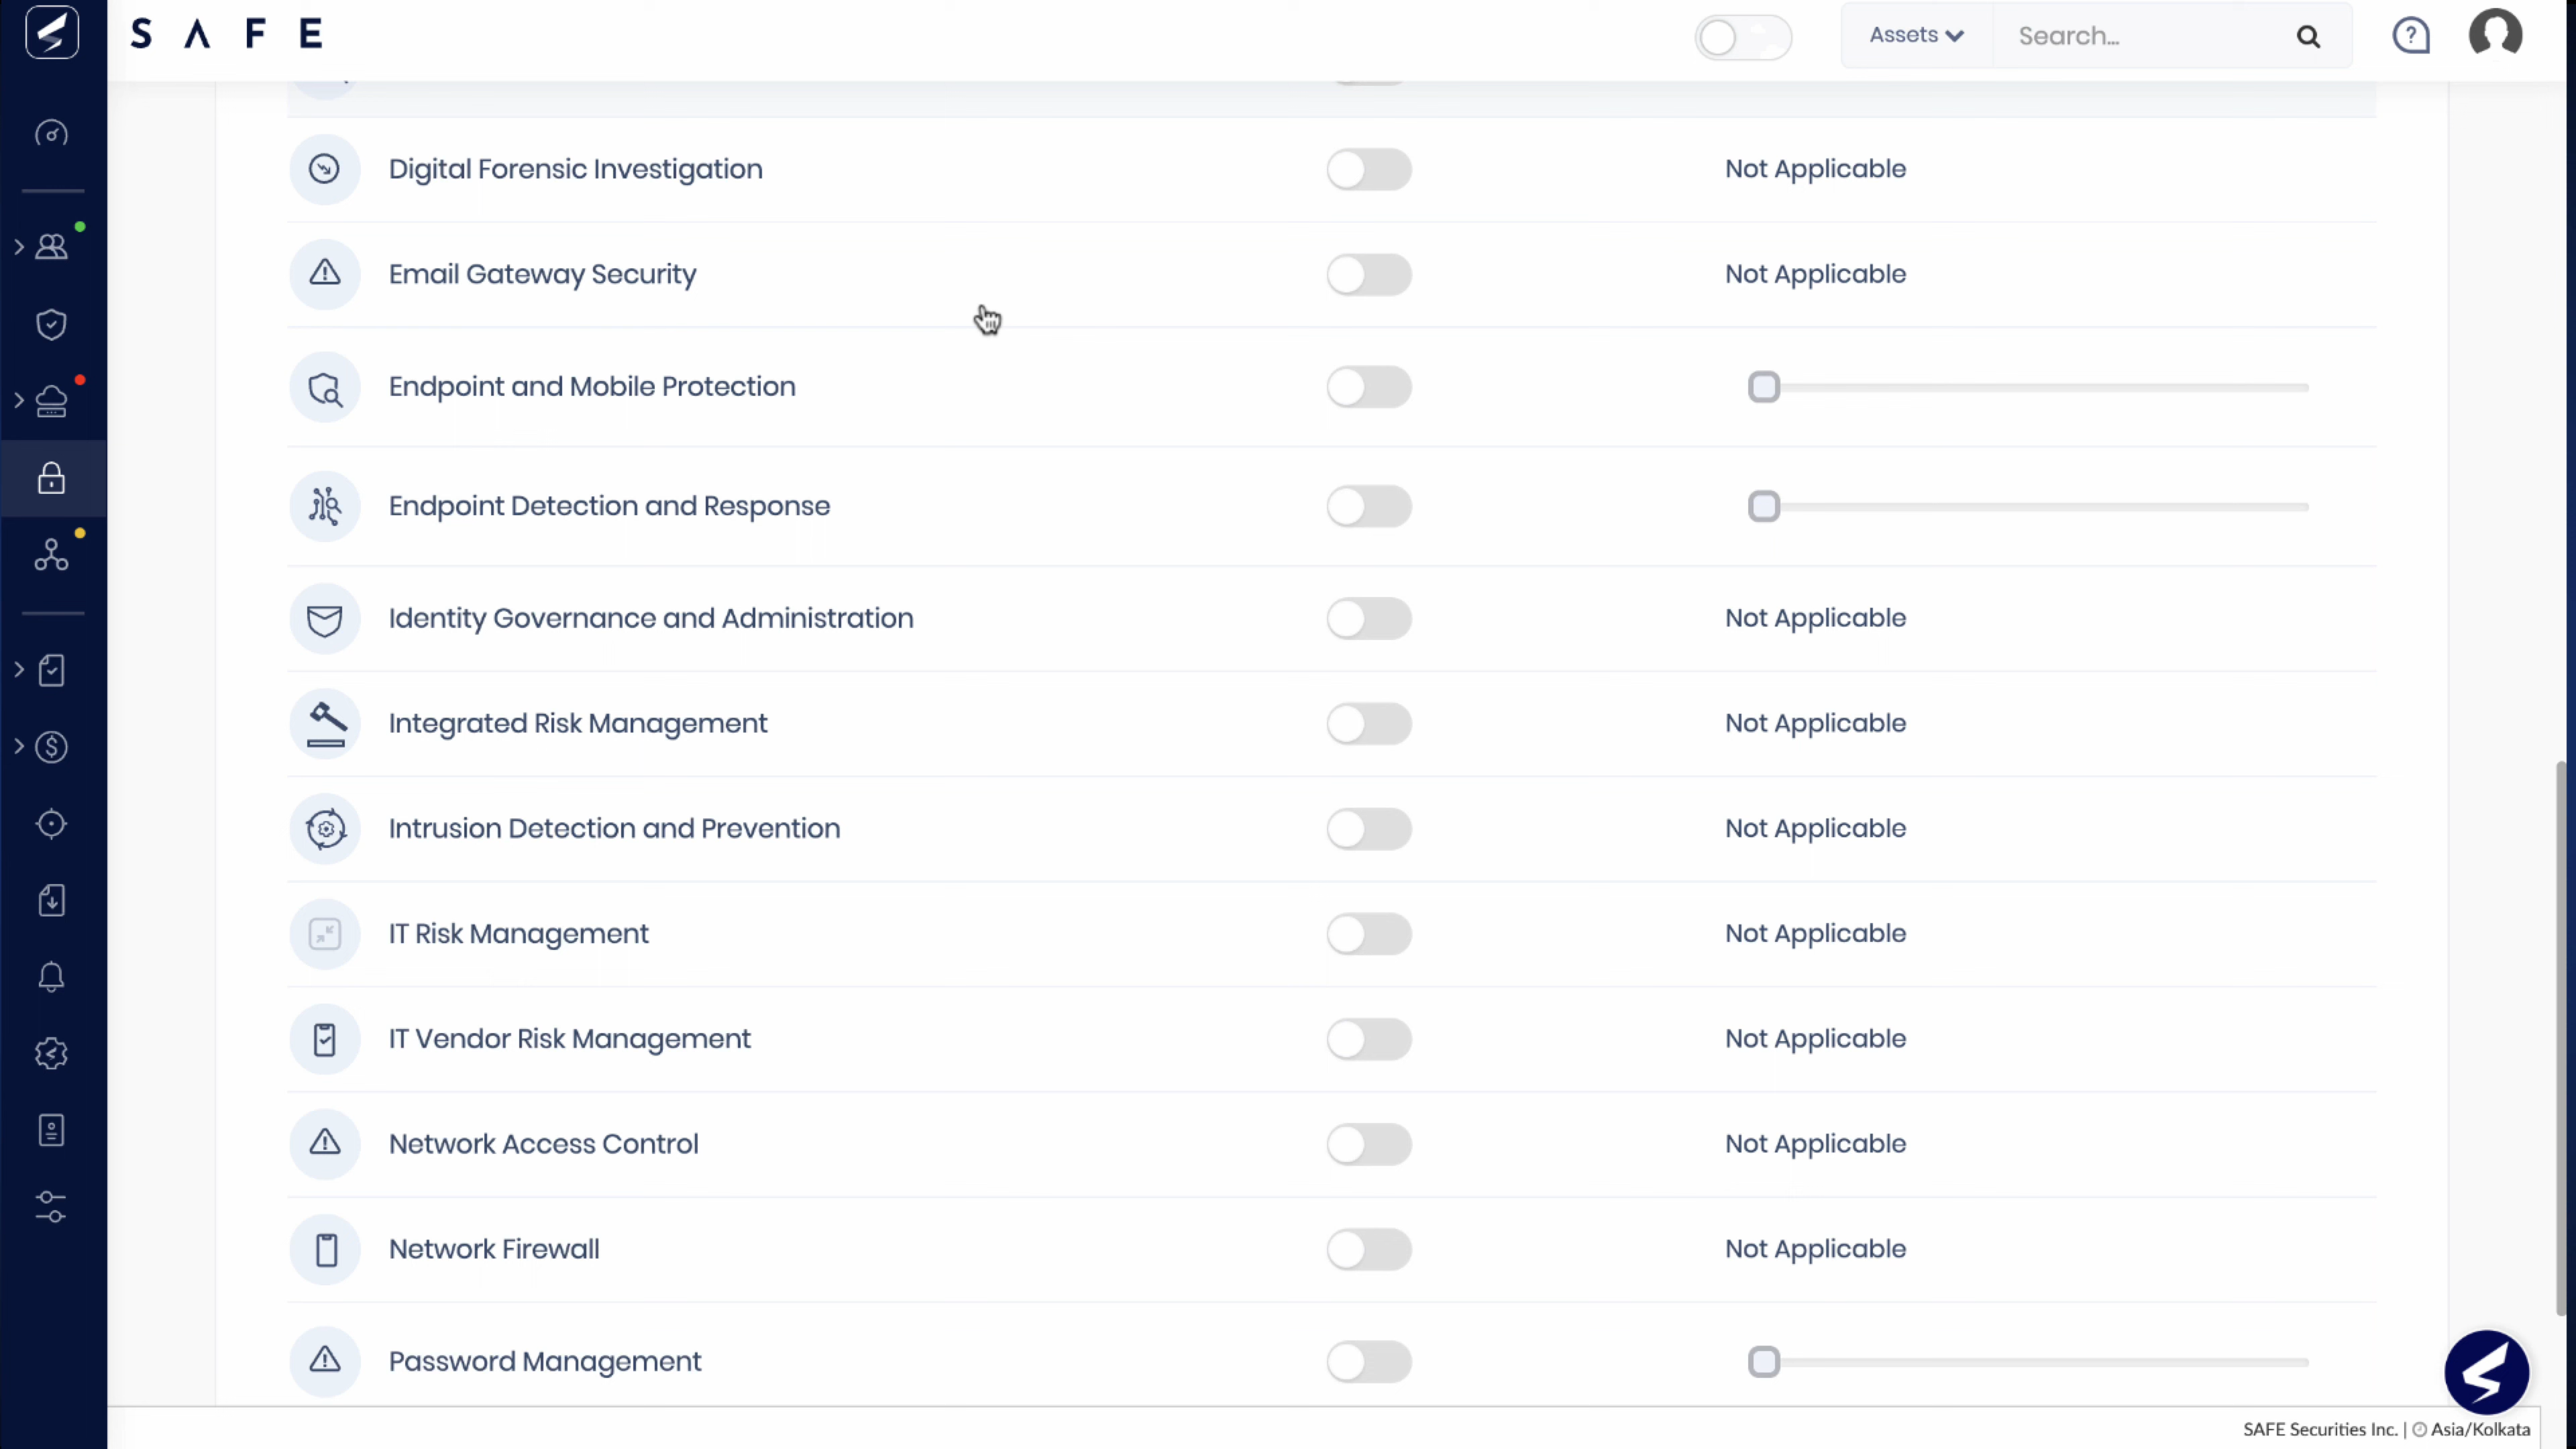 SAFE
Assets
Search...
Digital Forensic Investigation
Not Applicable
Email Gateway Security
Not Applicable
Endpoint and Mobile Protection
Endpoint Detection and Response
Identity Governance and Administration
Not Applicable
Integrated Risk Management
Not Applicable
Intrusion Detection and Prevention
Not Applicable
IT Risk Management
Not Applicable
IT Vendor Risk Management
Not Applicable
Network Access Control
Not Applicable
Network Firewall
Not Applicable
Password Management
SAFE Securities Inc. | Asia/Kolkata